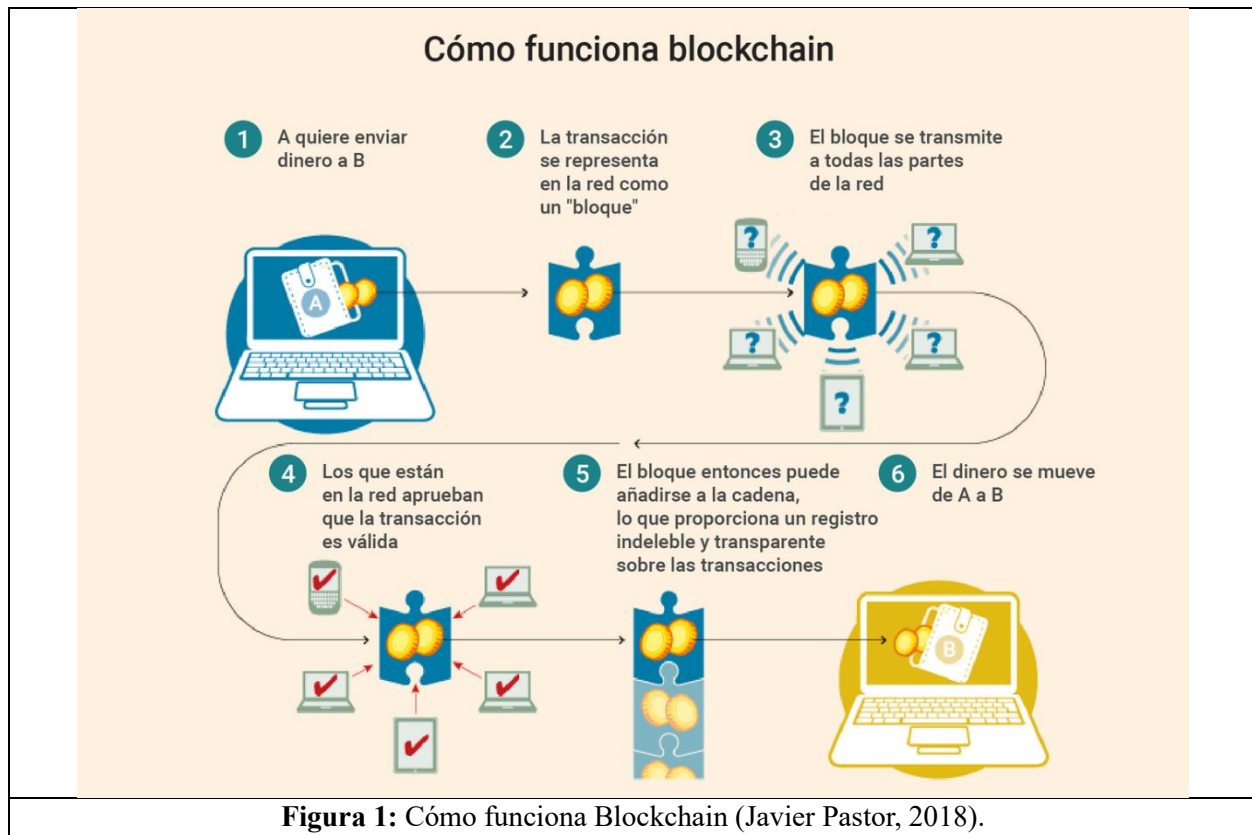 Cómo funciona blockchain
1
A quiere enviar
dinero a B
2
La transacción
se representa
en la red como
un "bloque"
3
El bloque se transmite
a todas las partes
de la red
A
?
?
?
?
?
4
Los que están
en la red aprueban
que la transacción
es válida
5
El bloque entonces puede
añadirse a la cadena,
lo que proporciona un registro
indeleble y transparente
sobre las transacciones
6
El dinero se mueve
de A a B
B
Figura 1: Cómo funciona Blockchain (Javier Pastor, 2018).